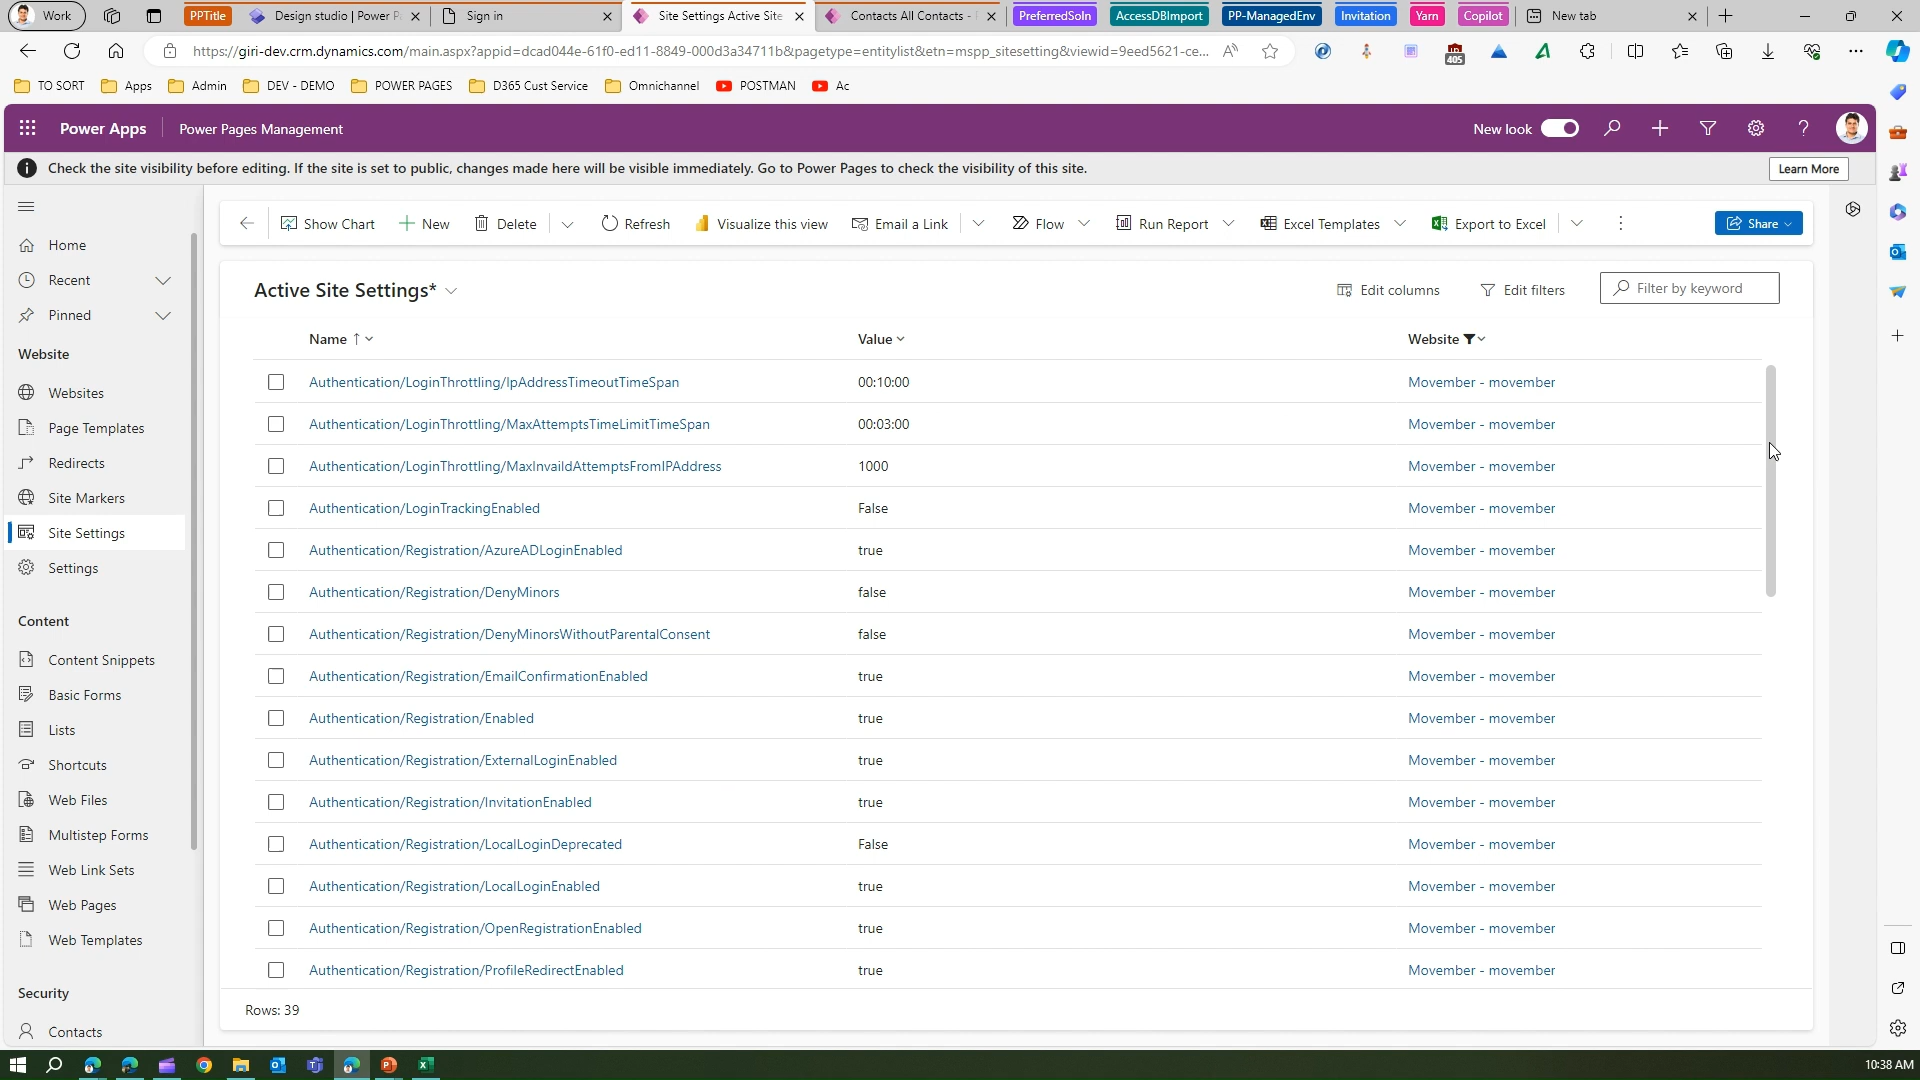 Work
PPTitle
Design studio | Power P
Sign in
Site Settings Active Site
Contacts All Contacts -
PreferredSoln
AccessDBImport
PP-ManagedEnv
Invitation
Yarn
Copilot
New tab
https://giri-dev.crm.dynamics.com/main.aspx?appid=dcad044e-61f0-ed11-8849-000d3a34711b&pagetype=entitylist&etn=mspp_sitesetting&viewid=9eed5621-ce...
405
TO SORT
Apps
Admin
DEV - DEMO
POWER PAGES
D365 Cust Service
Omnichannel
POSTMAN
Ac
Power Apps
Power Pages Management
New look
Check the site visibility before editing. If the site is set to public, changes made here will be visible immediately. Go to Power Pages to check the visibility of this site.
Learn More
Home
Recent
Pinned
Website
Websites
Page Templates
Redirects
Site Markers
Site Settings
Settings
Content
Content Snippets
Basic Forms
Lists
Shortcuts
Web Files
Multistep Forms
Web Link Sets
Web Pages
Web Templates
Security
Contacts
Show Chart
New
Delete
Refresh
Visualize this view
Email a Link
Flow
Run Report
Excel Templates
Export to Excel
Share
Active Site Settings*
Edit columns
Edit filters
Filter by keyword
Name ↑ Value Website
Authentication/LoginThrottling/IpAddressTimeoutTimeSpan 00:10:00 Movember - movember
Authentication/LoginThrottling/MaxAttemptsTimeLimitTimeSpan 00:03:00 Movember - movember
Authentication/LoginThrottling/MaxInvaildAttemptsFromIPAddress 1000 Movember - movember
Authentication/LoginTrackingEnabled False Movember - movember
Authentication/Registration/AzureADLoginEnabled true Movember - movember
Authentication/Registration/DenyMinors false Movember - movember
Authentication/Registration/DenyMinorsWithoutParentalConsent false Movember - movember
Authentication/Registration/EmailConfirmationEnabled true Movember - movember
Authentication/Registration/Enabled true Movember - movember
Authentication/Registration/ExternalLoginEnabled true Movember - movember
Authentication/Registration/InvitationEnabled true Movember - movember
Authentication/Registration/LocalLoginDeprecated False Movember - movember
Authentication/Registration/LocalLoginEnabled true Movember - movember
Authentication/Registration/OpenRegistrationEnabled true Movember - movember
Authentication/Registration/ProfileRedirectEnabled true Movember - movember
Rows: 39
10:38 AM